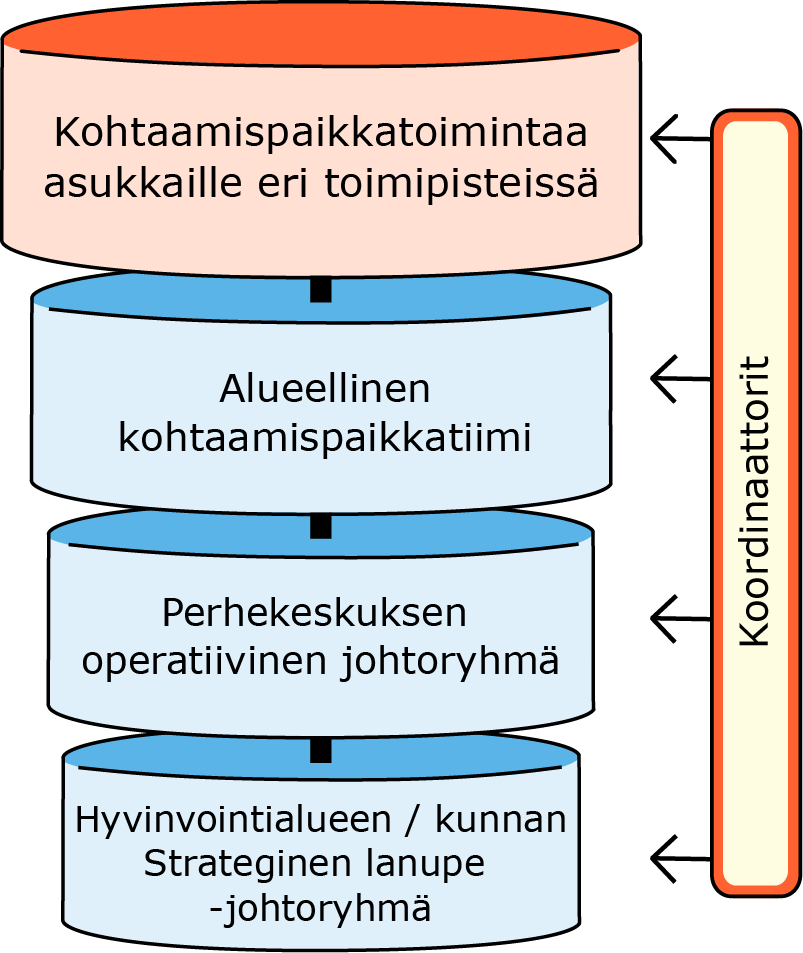 Kohtaamispaikkatoimintaa
asukkaille eri toimipisteissä
Alueellinen
kohtaamispaikkatiimi
Perhekeskuksen
operatiivinen johtoryhmä
Hyvinvointialueen / kunnan
Strateginen lanupe
-johtoryhmä
Koordinaattorit